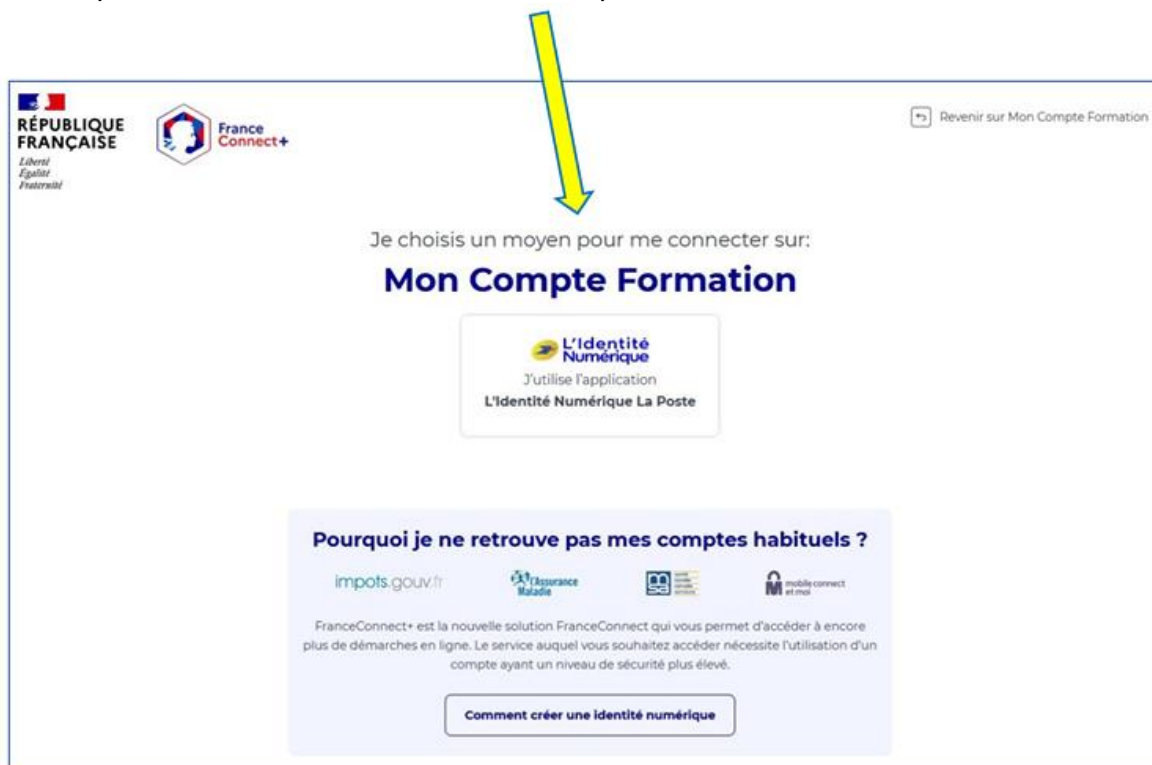 RÉPUBLIQUE
FRANÇAISE
Liberté
Égalité
Fraternité
France
Connect+
Revenir sur Mon Compte Formation
Je choisis un moyen pour me connecter sur:
Mon Compte Formation
L'Identité
Numérique
J'utilise l'application
L'Identité Numérique La Poste
Pourquoi je ne retrouve pas mes comptes habituels ?
impots.gouv.fr
l'Assurance
Maladie
msa
mobile connect
et moi
FranceConnect+ est la nouvelle solution FranceConnect qui vous permet d'accéder à encore
plus de démarches en ligne. Le service auquel vous souhaitez accéder nécessite l'utilisation d'un
compte ayant un niveau de sécurité plus élevé.
Comment créer une identité numérique